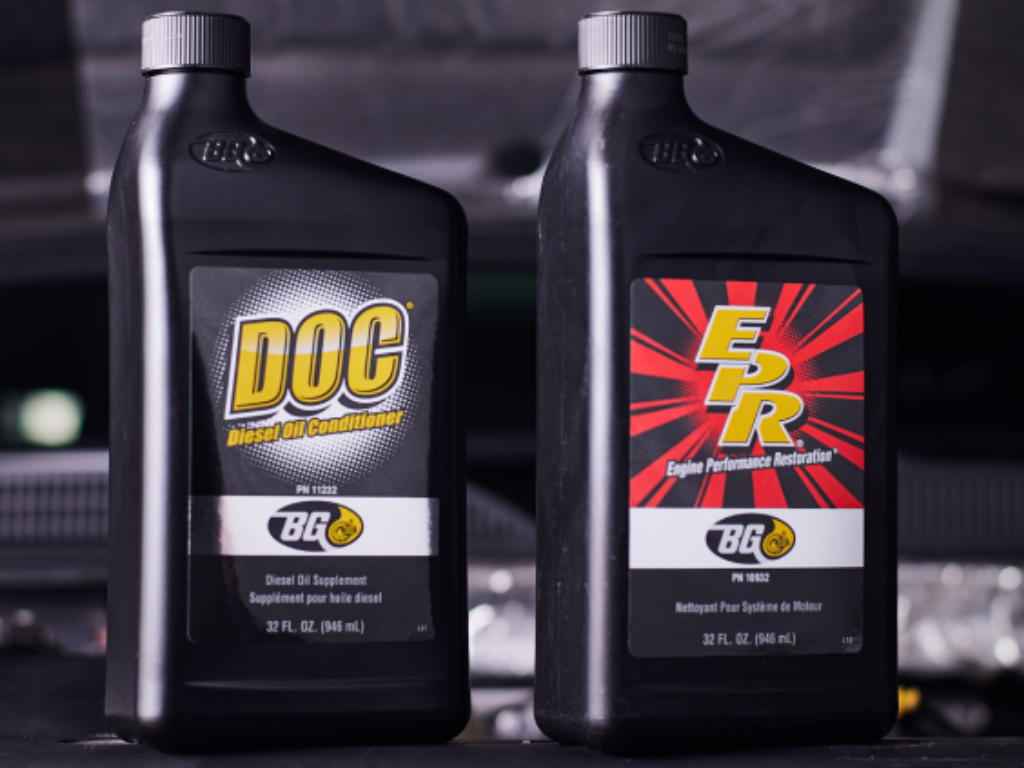 BG
DOC®
Diesel Oil Conditioner
PN 11232
BG
Diesel Oil Supplement
Supplément pour huile diesel
32 FL. OZ. (946 mL)
BG
EPR®
Engine Performance Restoration®
BG
PN 10932
Nettoyant Pour Système de Moteur
32 FL. OZ. (946 mL)